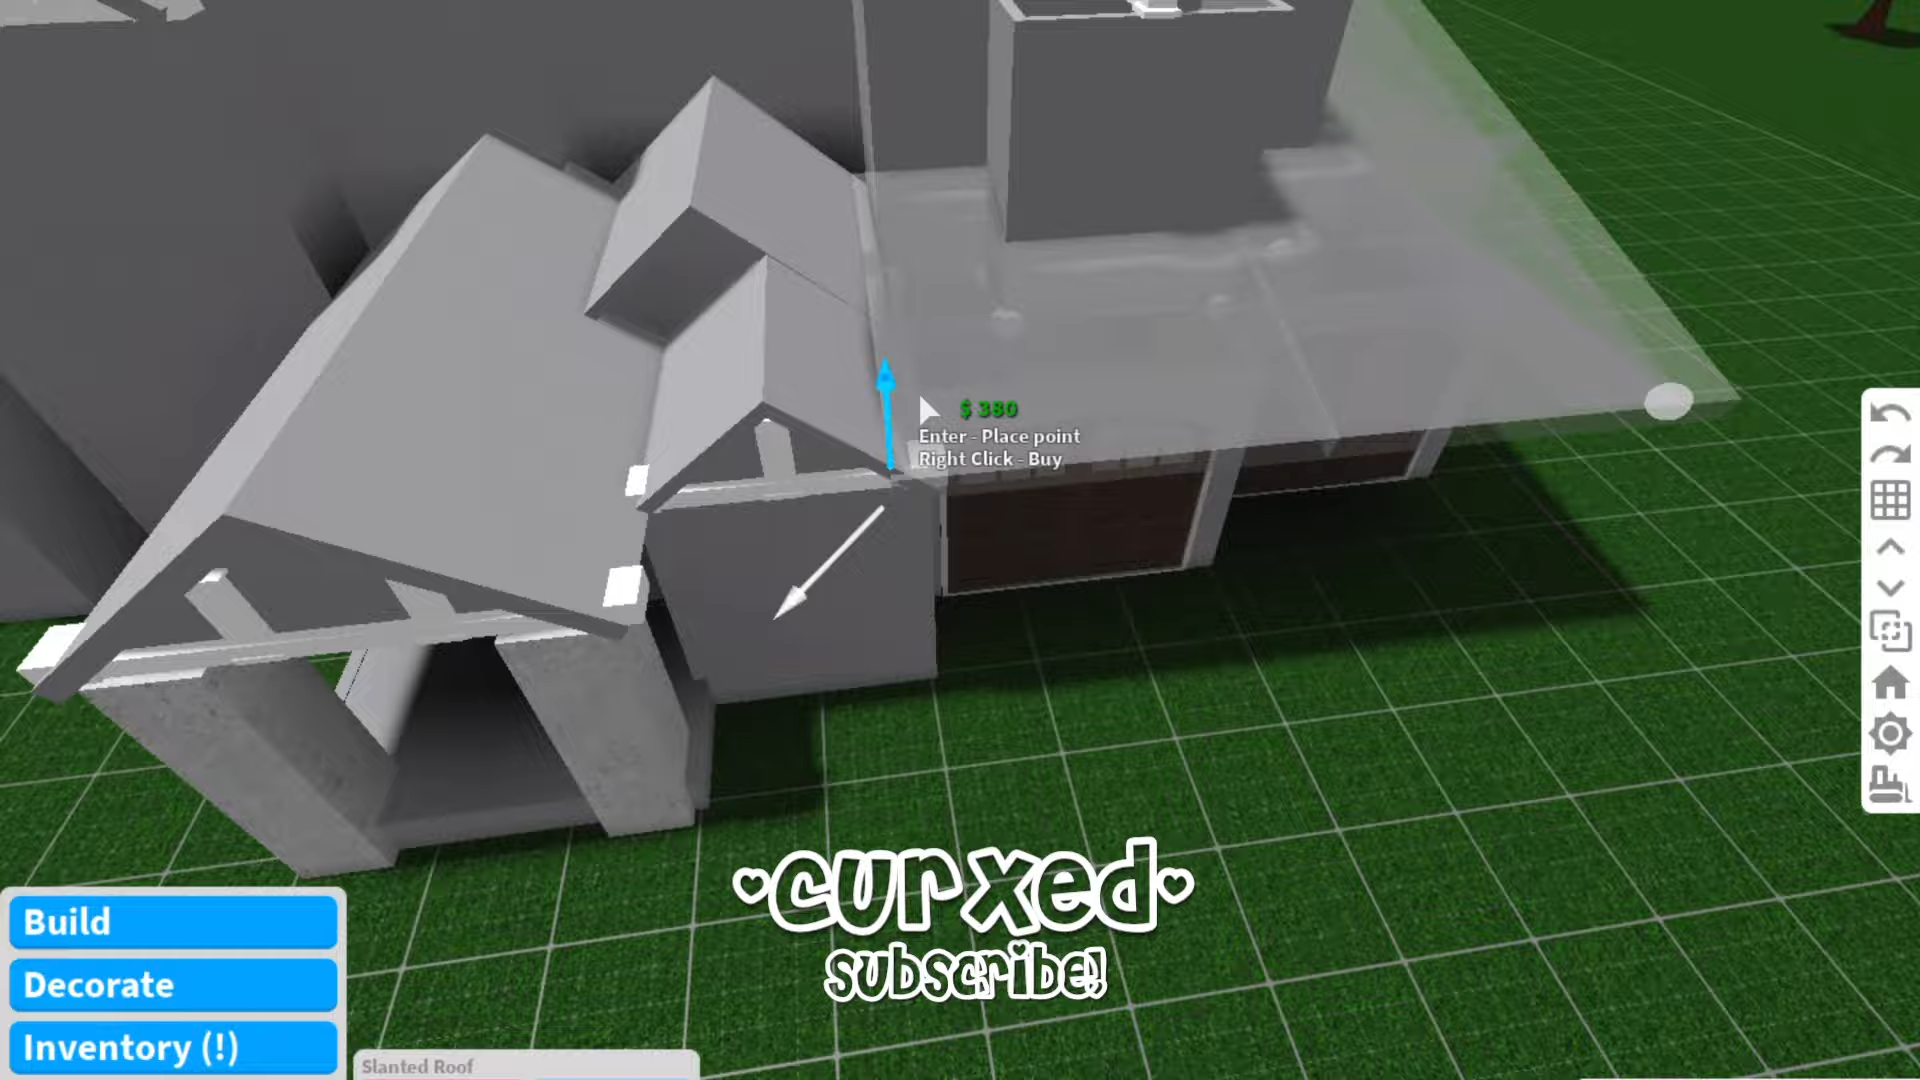 $ 380
Enter - Place point
Right Click - Buy
•curxed•
subscribe!
Build
Decorate
Inventory (!)
Slanted Roof